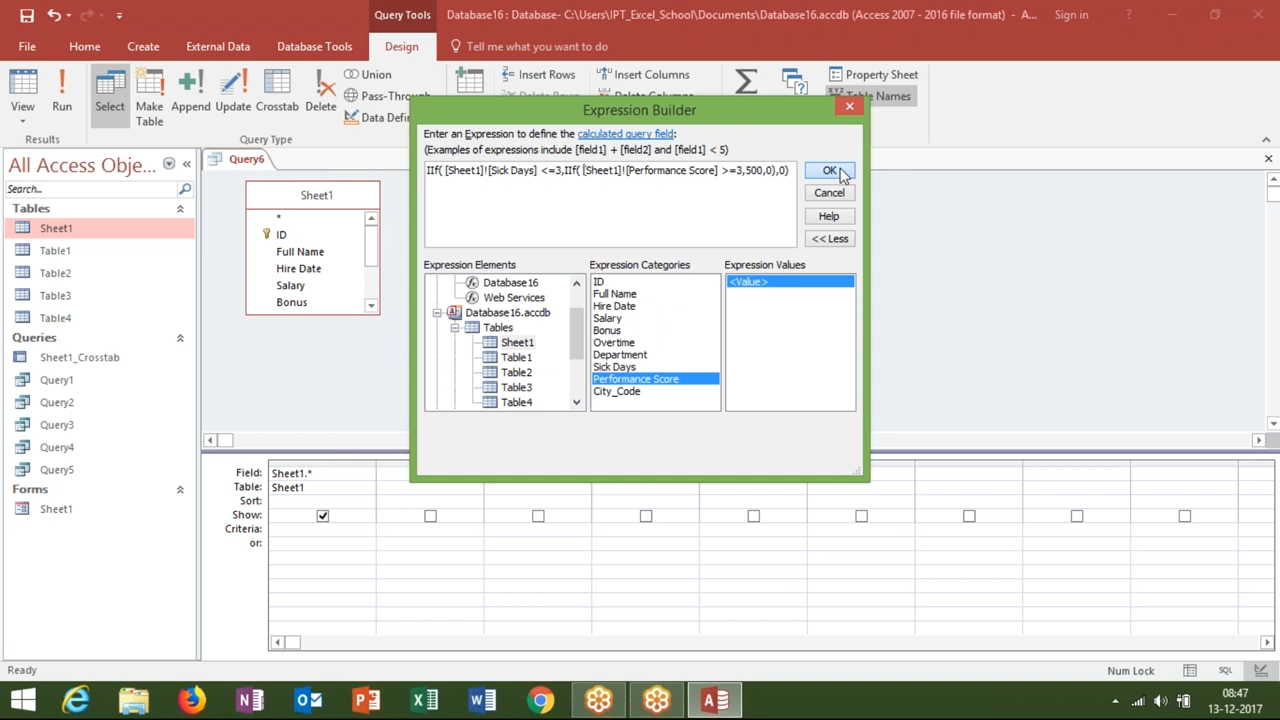 Query Tools
Database16 : Database- C:\Users\IPT_Excel_School\Documents\Database16.accdb (Access 2007 - 2016 file format) - A...
Sign in
?
File
Home
Create
External Data
Database Tools
Design
Tell me what you want to do
View
Run
Select
Make Table
Append
Update
Crosstab
Delete
Union
Pass-Through
Data Defin
Insert Rows
Insert Columns
Property Sheet
Table Names
Results
Query Type
Expression Builder
Enter an Expression to define the calculated query field:
(Examples of expressions include [field1] + [field2] and [field1] < 5)
IIf( [Sheet1]![Sick Days] <=3,IIf( [Sheet1]![Performance Score] >=3,500,0),0)
OK
Cancel
Help
<< Less
Expression Elements
Expression Categories
Expression Values
Database16
Web Services
Database16.accdb
Tables
Sheet1
Table1
Table2
Table3
Table4
ID
Full Name
Hire Date
Salary
Bonus
Overtime
Department
Sick Days
Performance Score
City_Code
<Value>
All Access Obje...
Search...
Tables
Sheet1
Table1
Table2
Table3
Table4
Queries
Sheet1_Crosstab
Query1
Query2
Query3
Query4
Query5
Forms
Sheet1
Query6
Sheet1
*
ID
Full Name
Hire Date
Salary
Bonus
Field: Sheet1.*
Table: Sheet1
Sort:
Show:
Criteria:
or:
Ready
Num Lock
SQL
08:47
13-12-2017